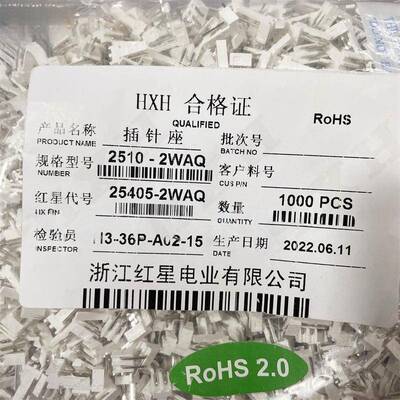 HXH 合格证
QUALIFIED
RoHS
产品名称 插针座 批次号
PRODUCT NAME BATCH NO
规格型号 2510 - 2WAQ 客户料号
NUMBER CUS P/N
红星代号 25405-2WAQ 数量 1000 PCS
HX P/N QUANTITY
检验员 H3-36P-A02-15 生产日期 2022.06.11
INSPECTOR DATE
浙江红星电业有限公司
RoHS 2.0